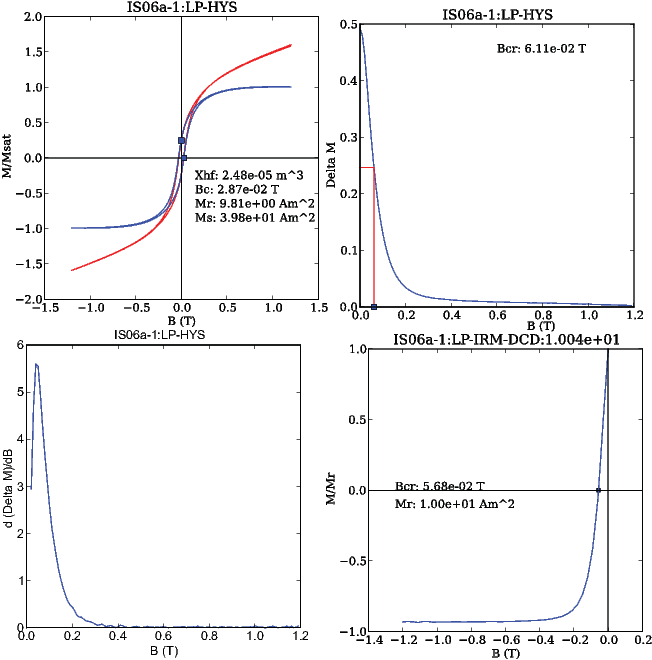 IS06a-1:LP-HYS
2.0
1.5
1.0
0.5
0.0
−0.5
−1.0
−1.5
2.0
M/Msat
Xhf: 2.48e-05 m^3
Bc: 2.87e-02 T
Mr: 9.81e+00 Am^2
Ms: 3.98e+01 Am^2
−1.5 −1.0 −0.5 0.0 0.5 1.0 1.5
B (T)
IS06a-1:LP-HYS
0.5
0.4
0.3
0.2
0.1
0.0
Delta M
Bcr: 6.11e-02 T
0.0 0.2 0.4 0.6 0.8 1.0 1.2
B (T)
IS06a-1:LP-HYS
6
5
4
3
2
1
0
d (Delta M)/dB
0.0 0.2 0.4 0.6 0.8 1.0 1.2
B (T)
IS06a-1:LP-IRM-DCD:1.004e+01
1.0
0.5
0.0
−0.5
−1.0
M/Mr
Bcr: 5.68e-02 T
Mr: 1.00e+01 Am^2
−1.4 −1.2 −1.0 −0.8 −0.6 −0.4 −0.2 0.0 0.2
B (T)